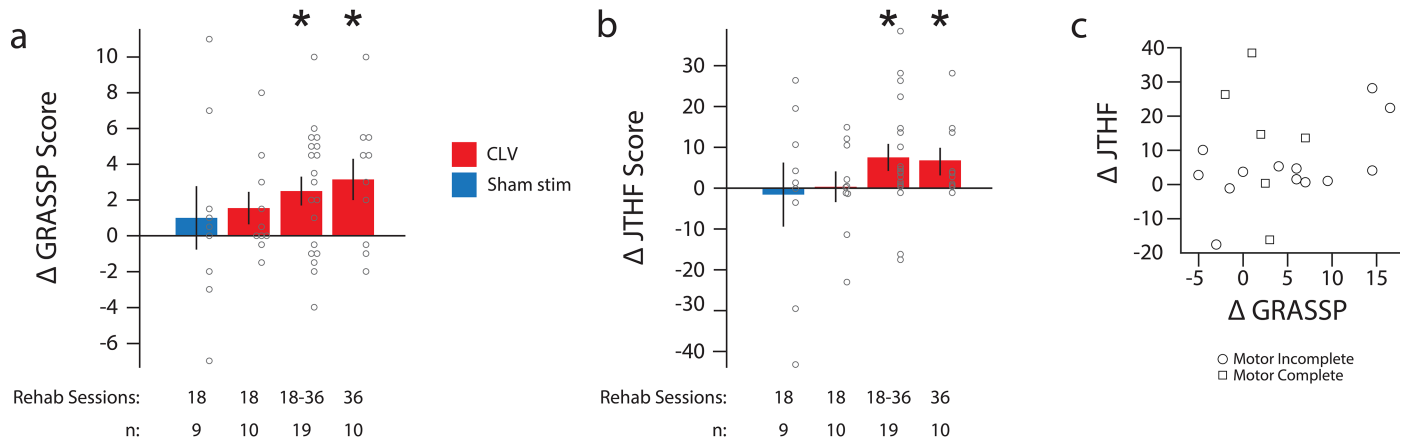 a
Δ GRASSP Score
10
8
6
4
2
0
-2
-4
-6
* *
CLV
Sham stim
Rehab Sessions: 18 18 18-36 36
n: 9 10 19 10
b
Δ JTHF Score
30
20
10
0
-10
-20
-30
-40
* *
Rehab Sessions: 18 18 18-36 36
n: 9 10 19 10
c
Δ JTHF
40
30
20
10
0
-10
-20
-5 0 5 10 15
Δ GRASSP
Motor Incomplete
Motor Complete